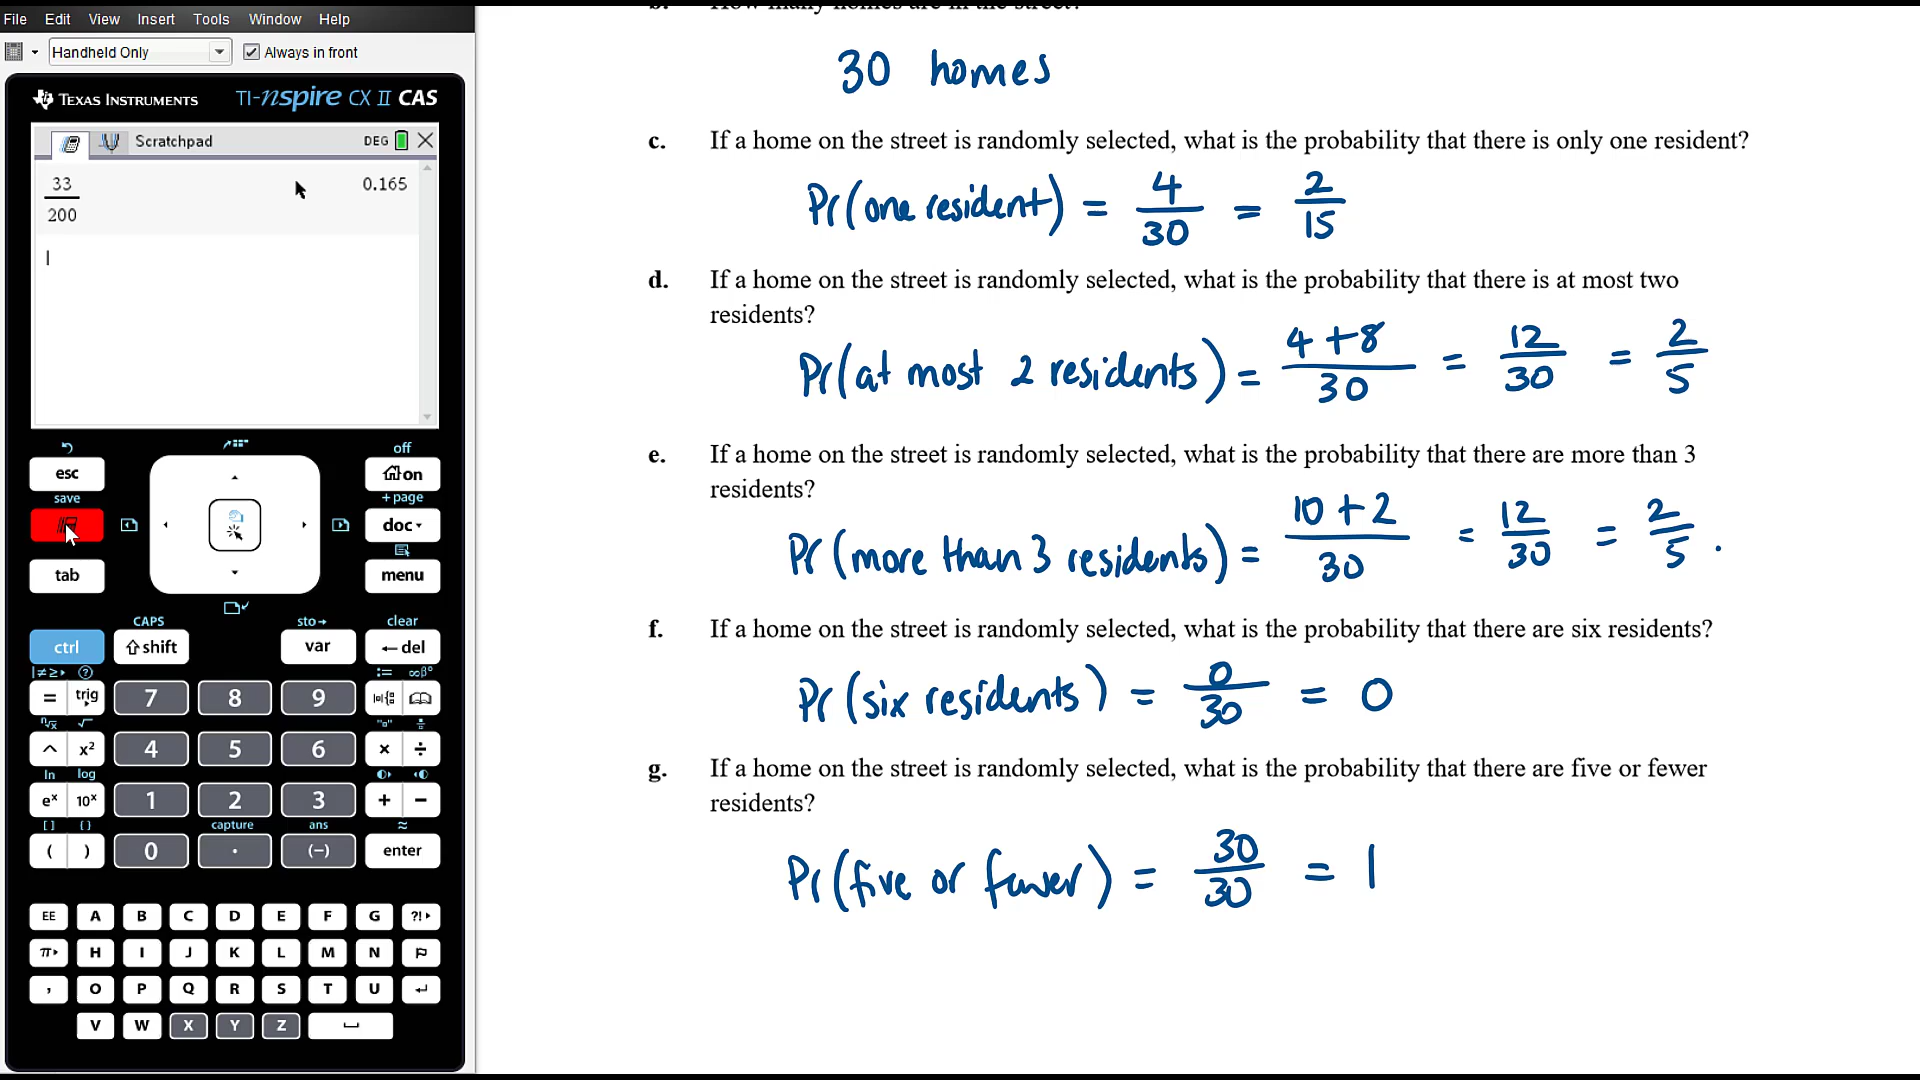 File Edit View Insert Tools Window Help
Handheld Only Always in front
TEXAS INSTRUMENTS TI-nspire CX II CAS
Scratchpad DEG
33
200
0.165
off
esc on
save + page
doc
tab menu
CAPS sto→ clear
ctrl shift var ←del
= trig 7 8 9
^ x² 4 5 6 × ÷
ln log
eˣ 10ˣ 1 2 3 + −
[ ] { } capture ans ≈
( ) 0 . (−) enter
EE A B C D E F G ?!▸
π▸ H I J K L M N
, O P Q R S T U ↵
V W X Y Z
b. How many homes are in the street?
30 homes
c. If a home on the street is randomly selected, what is the probability that there is only one resident?
Pr(one resident) = 4/30 = 2/15
d. If a home on the street is randomly selected, what is the probability that there is at most two
residents?
Pr(at most 2 residents) = 4+8/30 = 12/30 = 2/5
e. If a home on the street is randomly selected, what is the probability that there are more than 3
residents?
Pr(more than 3 residents) = 10+2/30 = 12/30 = 2/5.
f. If a home on the street is randomly selected, what is the probability that there are six residents?
Pr(six residents) = 0/30 = 0
g. If a home on the street is randomly selected, what is the probability that there are five or fewer
residents?
Pr(five or fewer) = 30/30 = 1